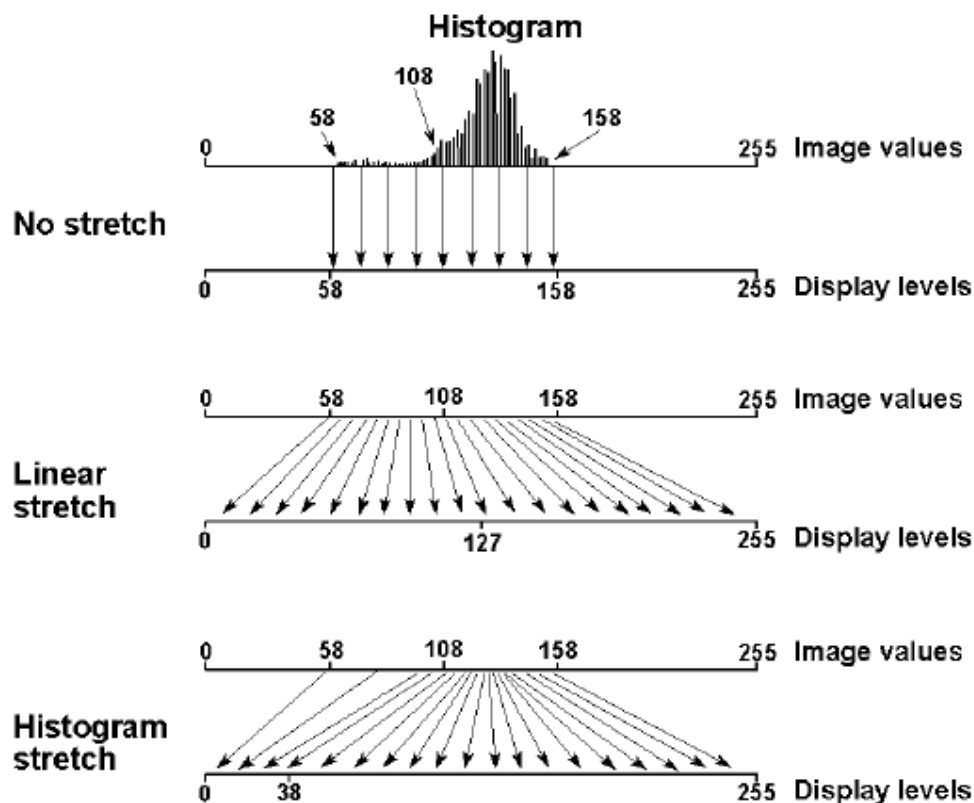 Histogram
108
58
158
0
255 Image values
No stretch
0
58
158
255 Display levels
0
58
108
158
255 Image values
Linear
stretch
0
127
255 Display levels
0
58
108
158
255 Image values
Histogram
stretch
0
38
255 Display levels